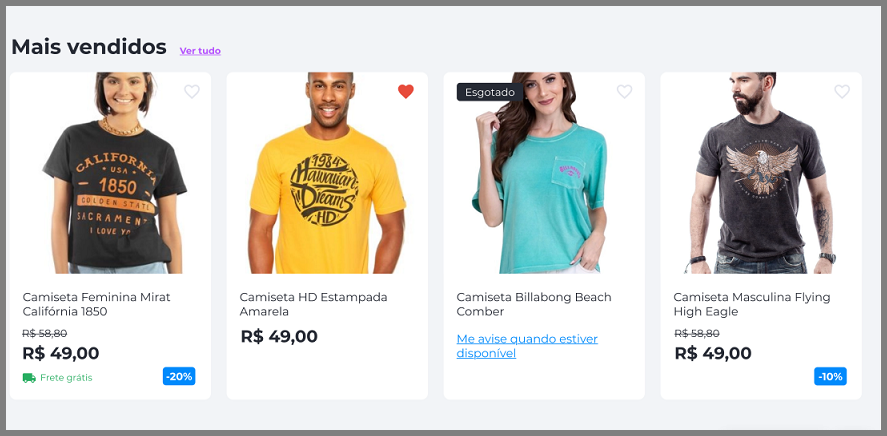 Mais vendidos Ver tudo
CALIFORNIA
USA
1850
GOLDEN STATE
SACRAMENT
I LOVE YO
Camiseta Feminina Mirat
Califórnia 1850
R$ 58,80
R$ 49,00
Frete grátis
-20%
1984
Hawaiian
Dreams
HD
Camiseta HD Estampada
Amarela
R$ 49,00
Esgotado
Camiseta Billabong Beach
Comber
Me avise quando estiver
disponível
Camiseta Masculina Flying
High Eagle
R$ 58,80
R$ 49,00
-10%